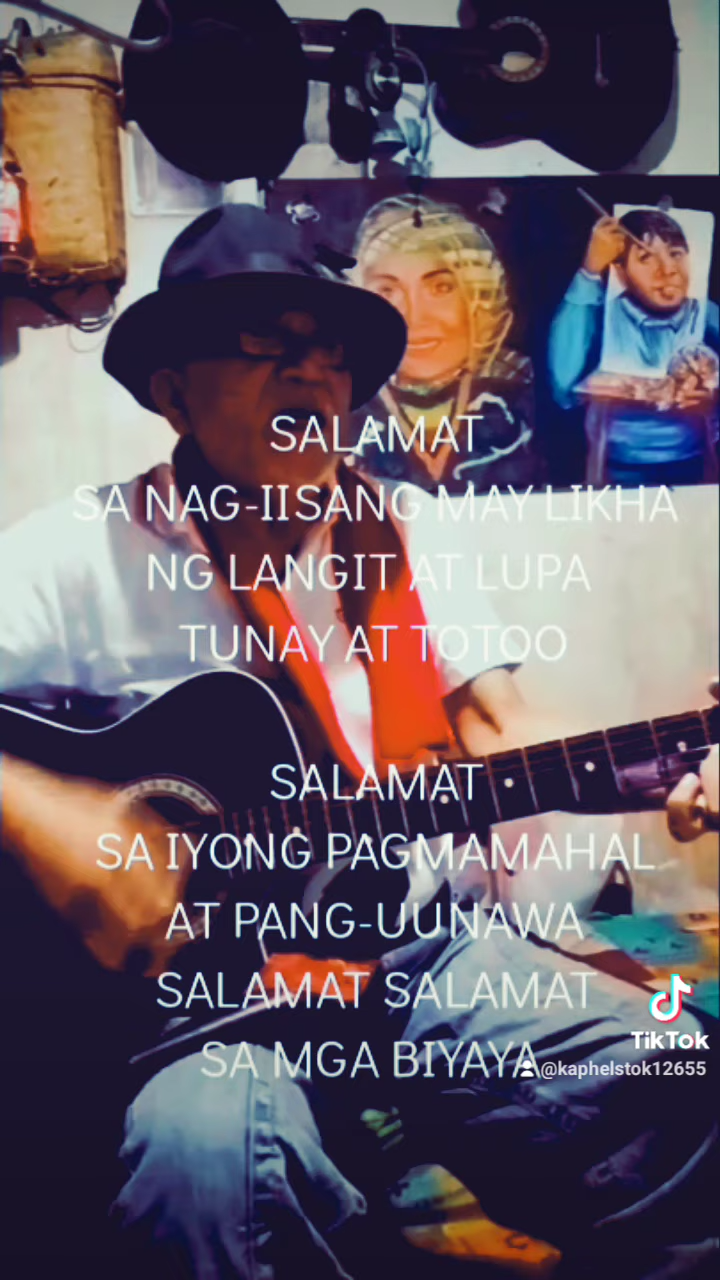 SALAMAT
SA NAG-IISANG MAY LIKHA
NG LANGIT AT LUPA
TUNAY AT TOTOO
SALAMAT
SA IYONG PAGMAMAHAL
AT PANG-UUNAWA
SALAMAT SALAMAT
SA MGA BIYAYA
TikTok
@kaphelstok12655